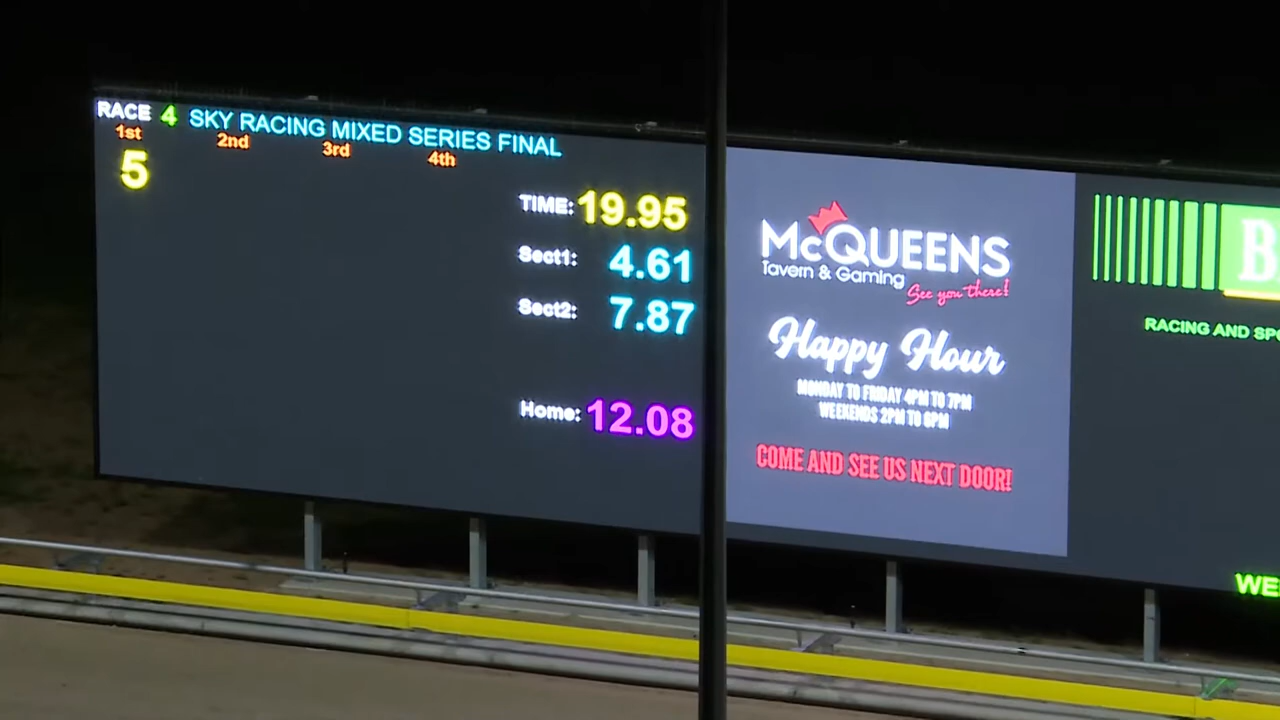 RACE 4 SKY RACING MIXED SERIES FINAL
1st 2nd 3rd 4th
5
TIME: 19.95
Sect1: 4.61
Sect2: 7.87
Home: 12.08
McQUEENS
Tavern & Gaming
See you there!
Happy Hour
MONDAY TO FRIDAY 4PM TO 7PM
WEEKENDS 2PM TO 6PM
COME AND SEE US NEXT DOOR!
B
RACING AND SPO
WE